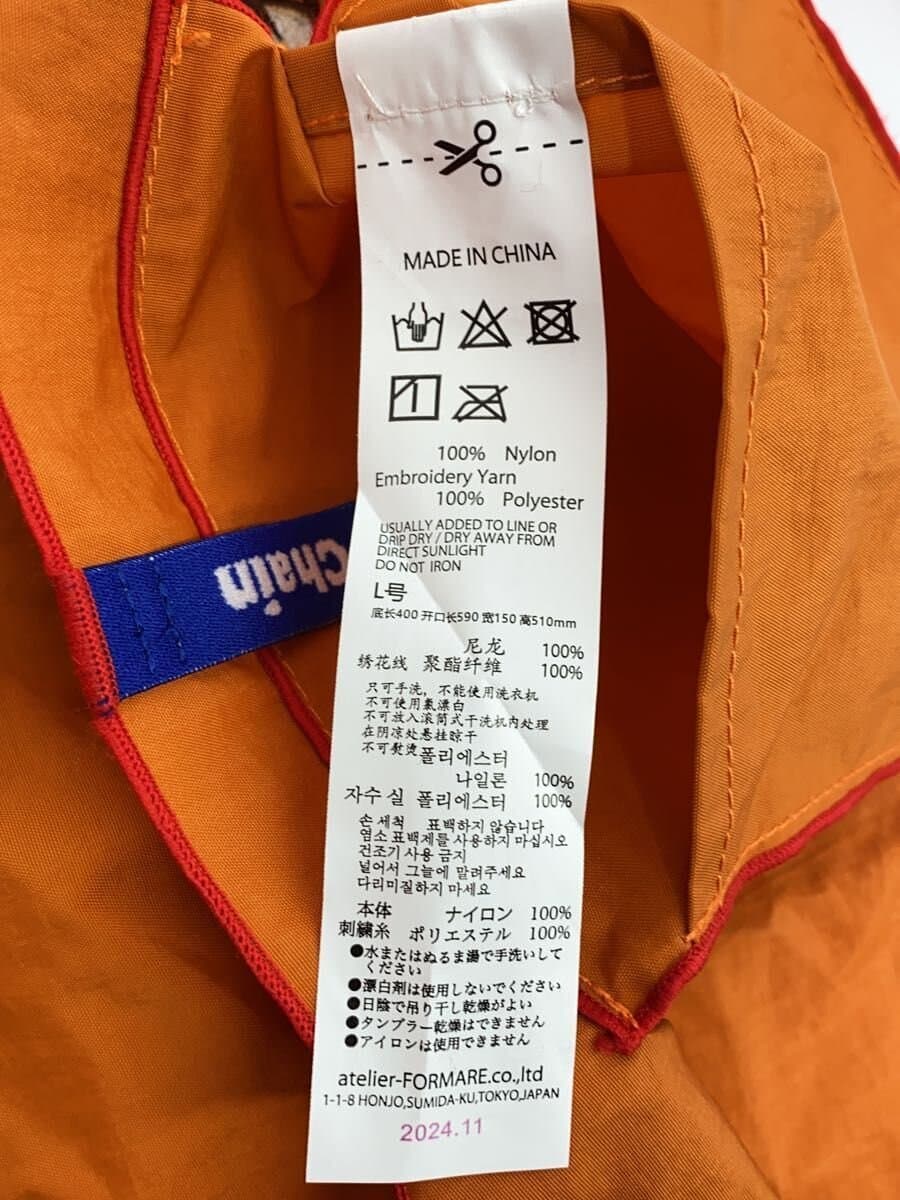 MADE IN CHINA
100% Nylon
Embroidery Yarn
100% Polyester
USUALLY ADDED TO LINE OR
DRIP DRY / DRY AWAY FROM
DIRECT SUNLIGHT
DO NOT IRON
L号
底长400 开口长590 宽150 高510mm
尼龙 100%
绣花线 聚酯纤维 100%
只可手洗，不能使用洗衣机
不可使用氯漂白
不可放入滚筒式干洗机内处理
在阴凉处悬挂晾干
不可熨烫폴리에스터
나일론 100%
자수 실 폴리에스터 100%
손 세척 표백하지 않습니다
염소 표백제를 사용하지 마십시오
건조기 사용 금지
널어서 그늘에 말려주세요
다리미질하지 마세요
本体 ナイロン 100%
刺繍糸 ポリエステル 100%
●水またはぬるま湯で手洗いして
ください
●漂白剤は使用しないでください
●日陰で吊り干し乾燥がよい
●タンブラー乾燥はできません
●アイロンは使用できません
atelier-FORMARE.co.,ltd
1-1-8 HONJO,SUMIDA-KU,TOKYO,JAPAN
2024.11
Chain